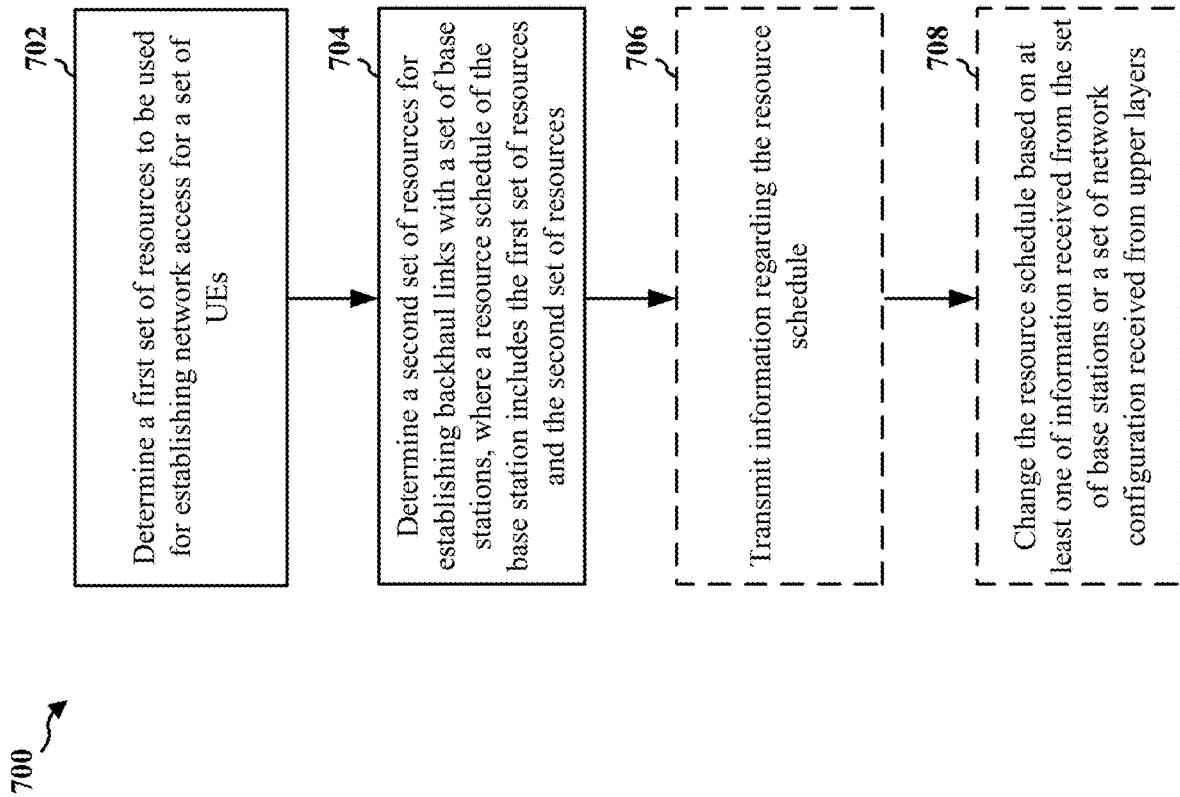 700
702
Determine a first set of resources to be used
for establishing network access for a set of
UEs
704
Determine a second set of resources for
establishing backhaul links with a set of base
stations, where a resource schedule of the
base station includes the first set of resources
and the second set of resources
706
Transmit information regarding the resource
schedule
708
Change the resource schedule based on at
least one of information received from the set
of base stations or a set of network
configuration received from upper layers